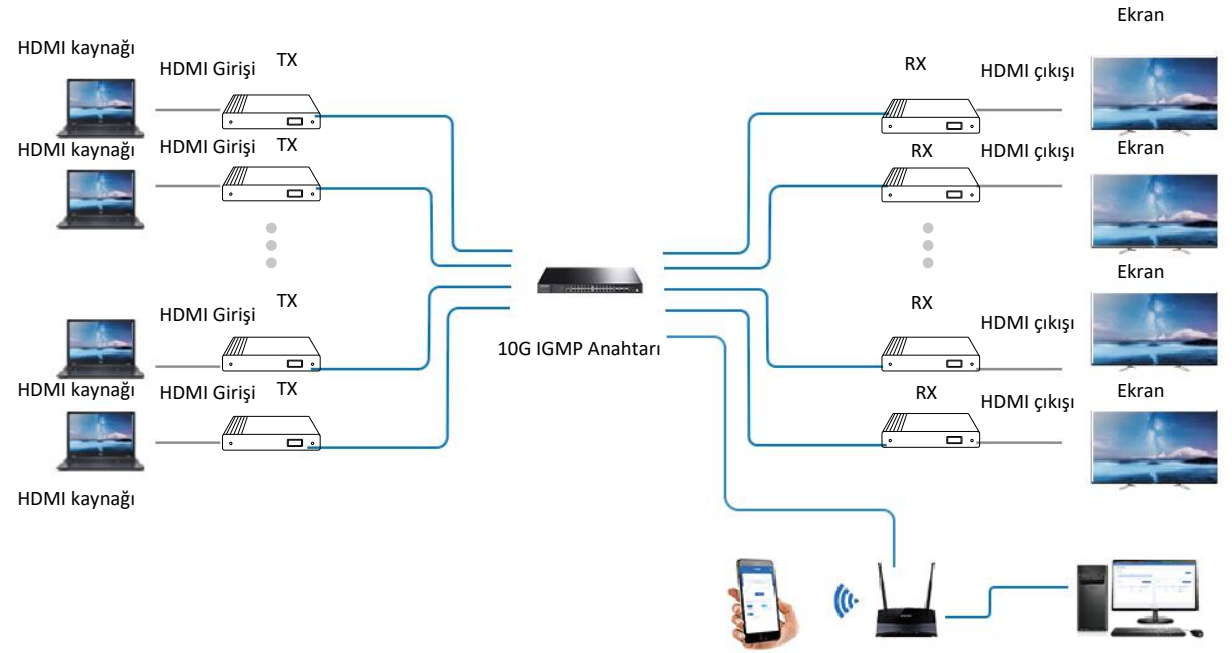 Ekran
HDMI kaynağı
HDMI Girişi
TX
RX
HDMI çıkışı
HDMI kaynağı
HDMI Girişi
TX
RX
HDMI çıkışı
Ekran
HDMI Girişi
TX
RX
HDMI çıkışı
Ekran
10G IGMP Anahtarı
HDMI kaynağı
HDMI Girişi
TX
RX
HDMI çıkışı
Ekran
HDMI kaynağı